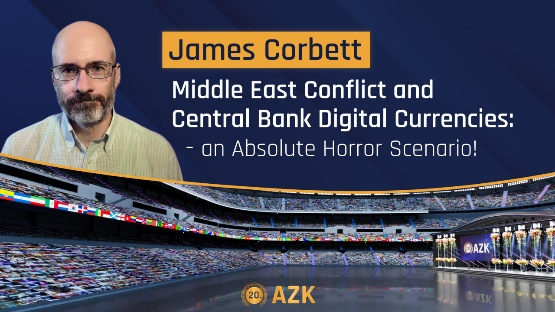 James Corbett
Middle East Conflict and
Central Bank Digital Currencies:
- an Absolute Horror Scenario!
AZK
20.
AZK